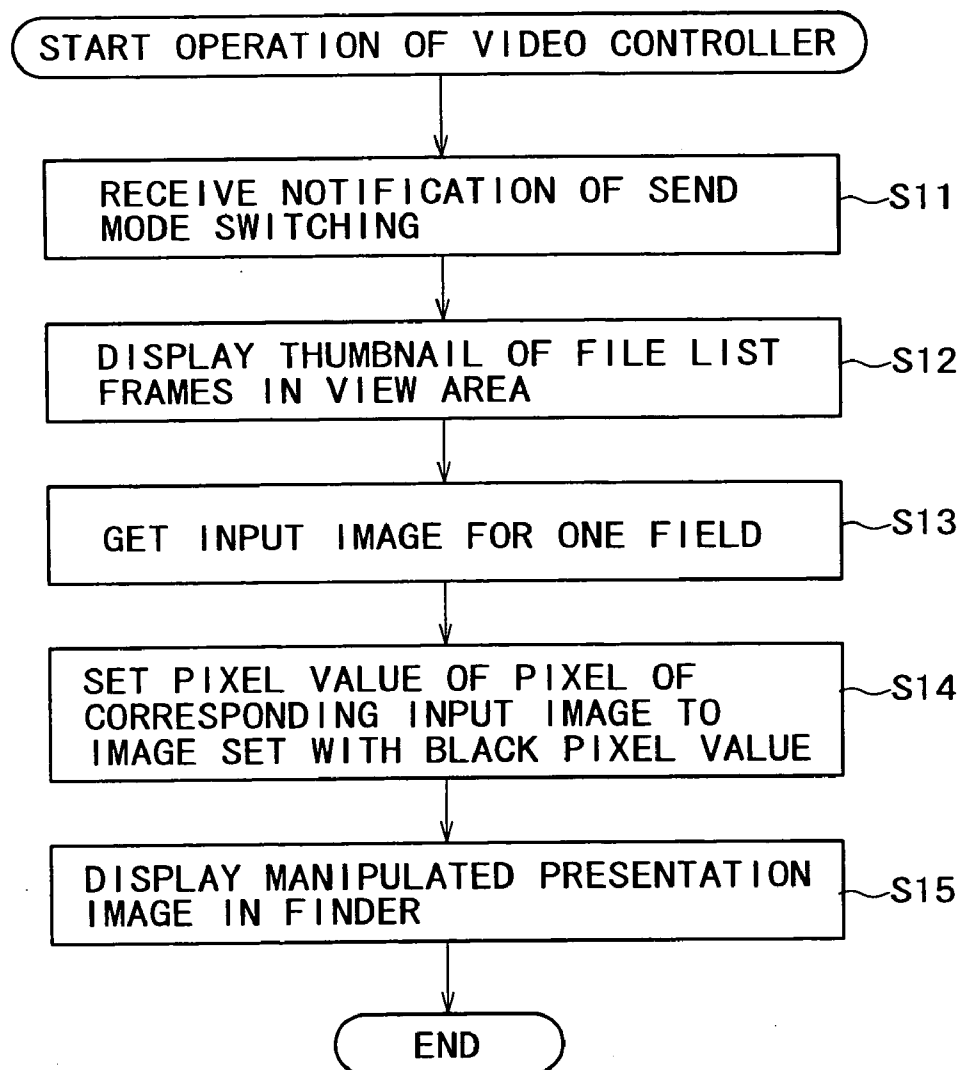 START OPERATION OF VIDEO CONTROLLER
RECEIVE NOTIFICATION OF SEND
MODE SWITCHING
S11
DISPLAY THUMBNAIL OF FILE LIST
FRAMES IN VIEW AREA
S12
GET INPUT IMAGE FOR ONE FIELD
S13
SET PIXEL VALUE OF PIXEL OF
CORRESPONDING INPUT IMAGE TO
IMAGE SET WITH BLACK PIXEL VALUE
S14
DISPLAY MANIPULATED PRESENTATION
IMAGE IN FINDER
S15
END